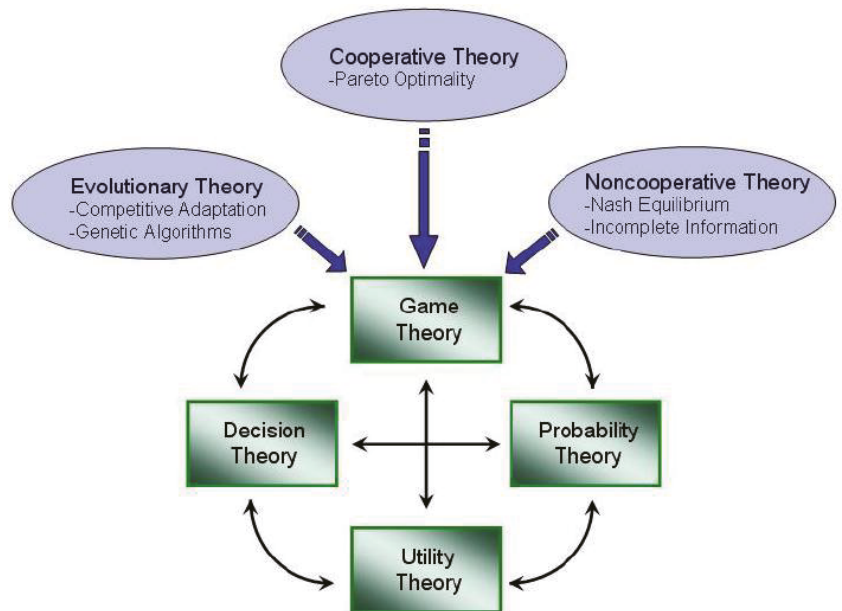 Cooperative Theory
-Pareto Optimality
Evolutionary Theory
-Competitive Adaptation
-Genetic Algorithms
Noncooperative Theory
-Nash Equilibrium
-Incomplete Information
Game
Theory
Decision
Theory
Probability
Theory
Utility
Theory